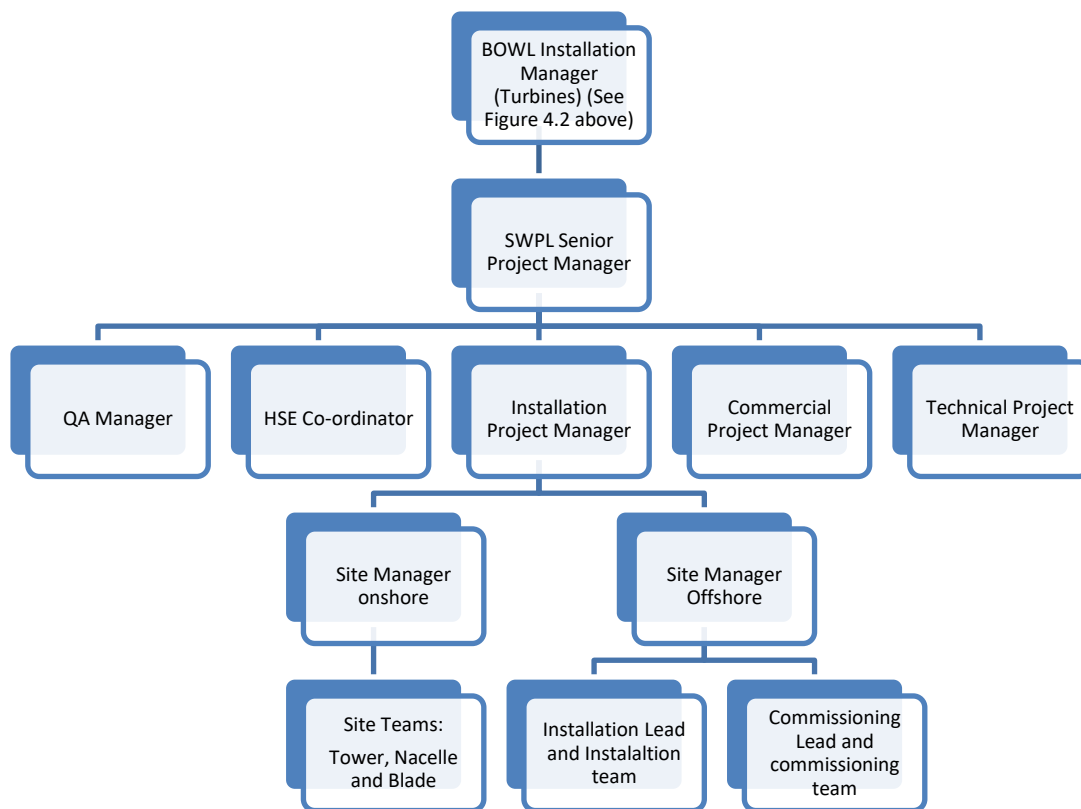 BOWL Installation
Manager
(Turbines) (See
Figure 4.2 above)
SWPL Senior
Project Manager
QA Manager
HSE Co-ordinator
Installation
Project Manager
Commercial
Project Manager
Technical Project
Manager
Site Manager
onshore
Site Manager
Offshore
Site Teams:
Tower, Nacelle
and Blade
Installation Lead
and Instalaltion
team
Commissioning
Lead and
commissioning
team